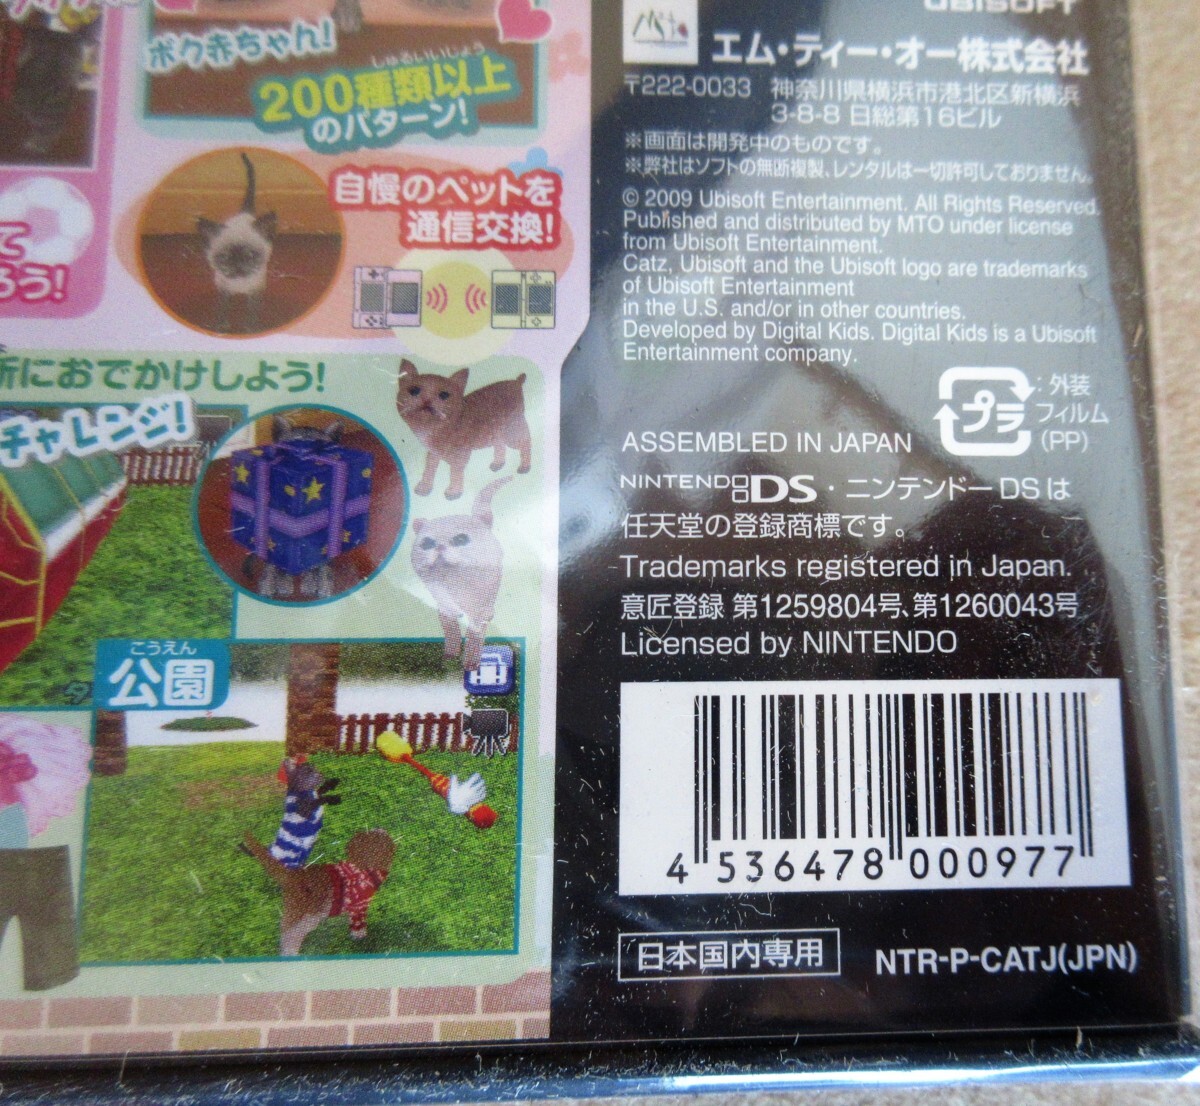 ボク赤ちゃん!
しゅるいいじょう
200種類以上
のパターン!
自慢のペットを
通信交換!
て
ろう!
所におでかけしよう!
チャレンジ!
こうえん
公園
UBISOFT
エム・ティー・オー株式会社
〒222-0033 神奈川県横浜市港北区新横浜
3-8-8 日総第16ビル
※画面は開発中のものです。
※弊社はソフトの無断複製、レンタルは一切許可しておりません。
© 2009 Ubisoft Entertainment. All Rights Reserved.
Published and distributed by MTO under license
from Ubisoft Entertainment.
Catz, Ubisoft and the Ubisoft logo are trademarks
of Ubisoft Entertainment
in the U.S. and/or in other countries.
Developed by Digital Kids. Digital Kids is a Ubisoft
Entertainment company.
プラ
:外装
フィルム
(PP)
ASSEMBLED IN JAPAN
NINTENDO DS・ニンテンドーDSは
任天堂の登録商標です。
Trademarks registered in Japan.
意匠登録 第1259804号、第1260043号
Licensed by NINTENDO
4 536478 000977
日本国内専用
NTR-P-CATJ(JPN)